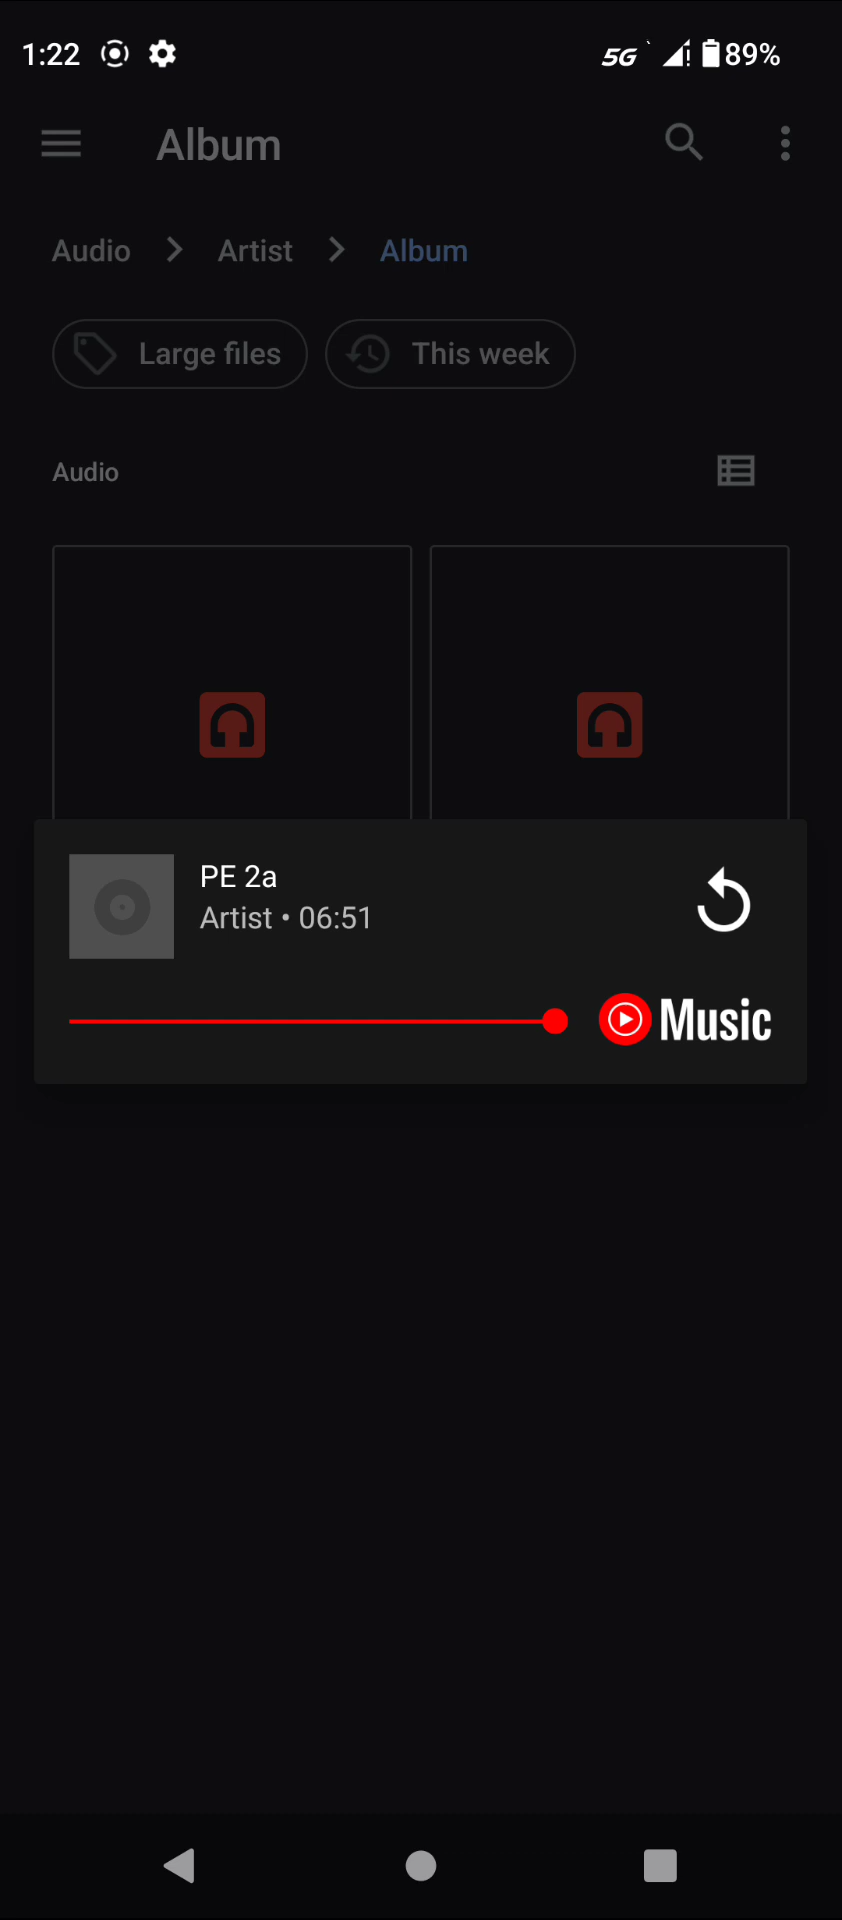 1:22 5G 89%
Album
Audio Artist Album
Large files This week
Audio
PE 2a
Artist • 06:51
Music